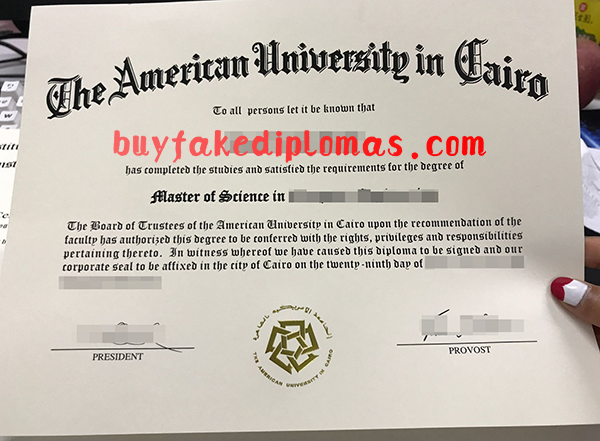 The American University in Cairo
To all persons let it be known that
buyfakediplomas.com
has completed the studies and satisfied the requirements for the degree of
Master of Science in
The Board of Trustees of the American University in Cairo upon the recommendation of the
faculty has authorized this degree to be conferred with the rights, privileges and responsibilities
pertaining thereto. In witness whereof we have caused this diploma to be signed and our
corporate seal to be affixed in the city of Cairo on the twenty-ninth day of
PRESIDENT
PROVOST
الجامعة الأمريكية بالقاهرة
THE AMERICAN UNIVERSITY IN CAIRO